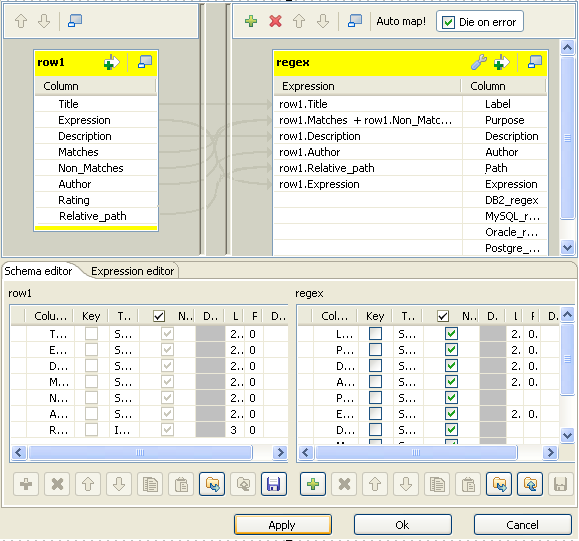 Auto map!
Die on error
row1
Column
Title
Expression
Description
Matches
Non_Matches
Author
Rating
Relative_path
regex
Expression Column
row1.Title Label
row1.Matches + row1.Non_Matc... Purpose
row1.Description Description
row1.Author Author
row1.Relative_path Path
row1.Expression Expression
DB2_regex
MySQL_r...
Oracle_r...
Postgre_...
Schema editor Expression editor
row1
Colu... Key T... N... D... L P D...
T... S... 2.. 0
E... S... 2.. 0
D... S... 2.. 0
M... S... 2.. 0
N... S... 2.. 0
A... S... 2.. 0
R... I... 3 0
regex
Colu... Key T... N... D. L P D...
L... S... 2. 0.
P... S... 2. 0.
D... S... 2. 0.
A... S... 2. 0.
P... S...
E... S... 2. 0.
D... S...
Apply Ok Cancel